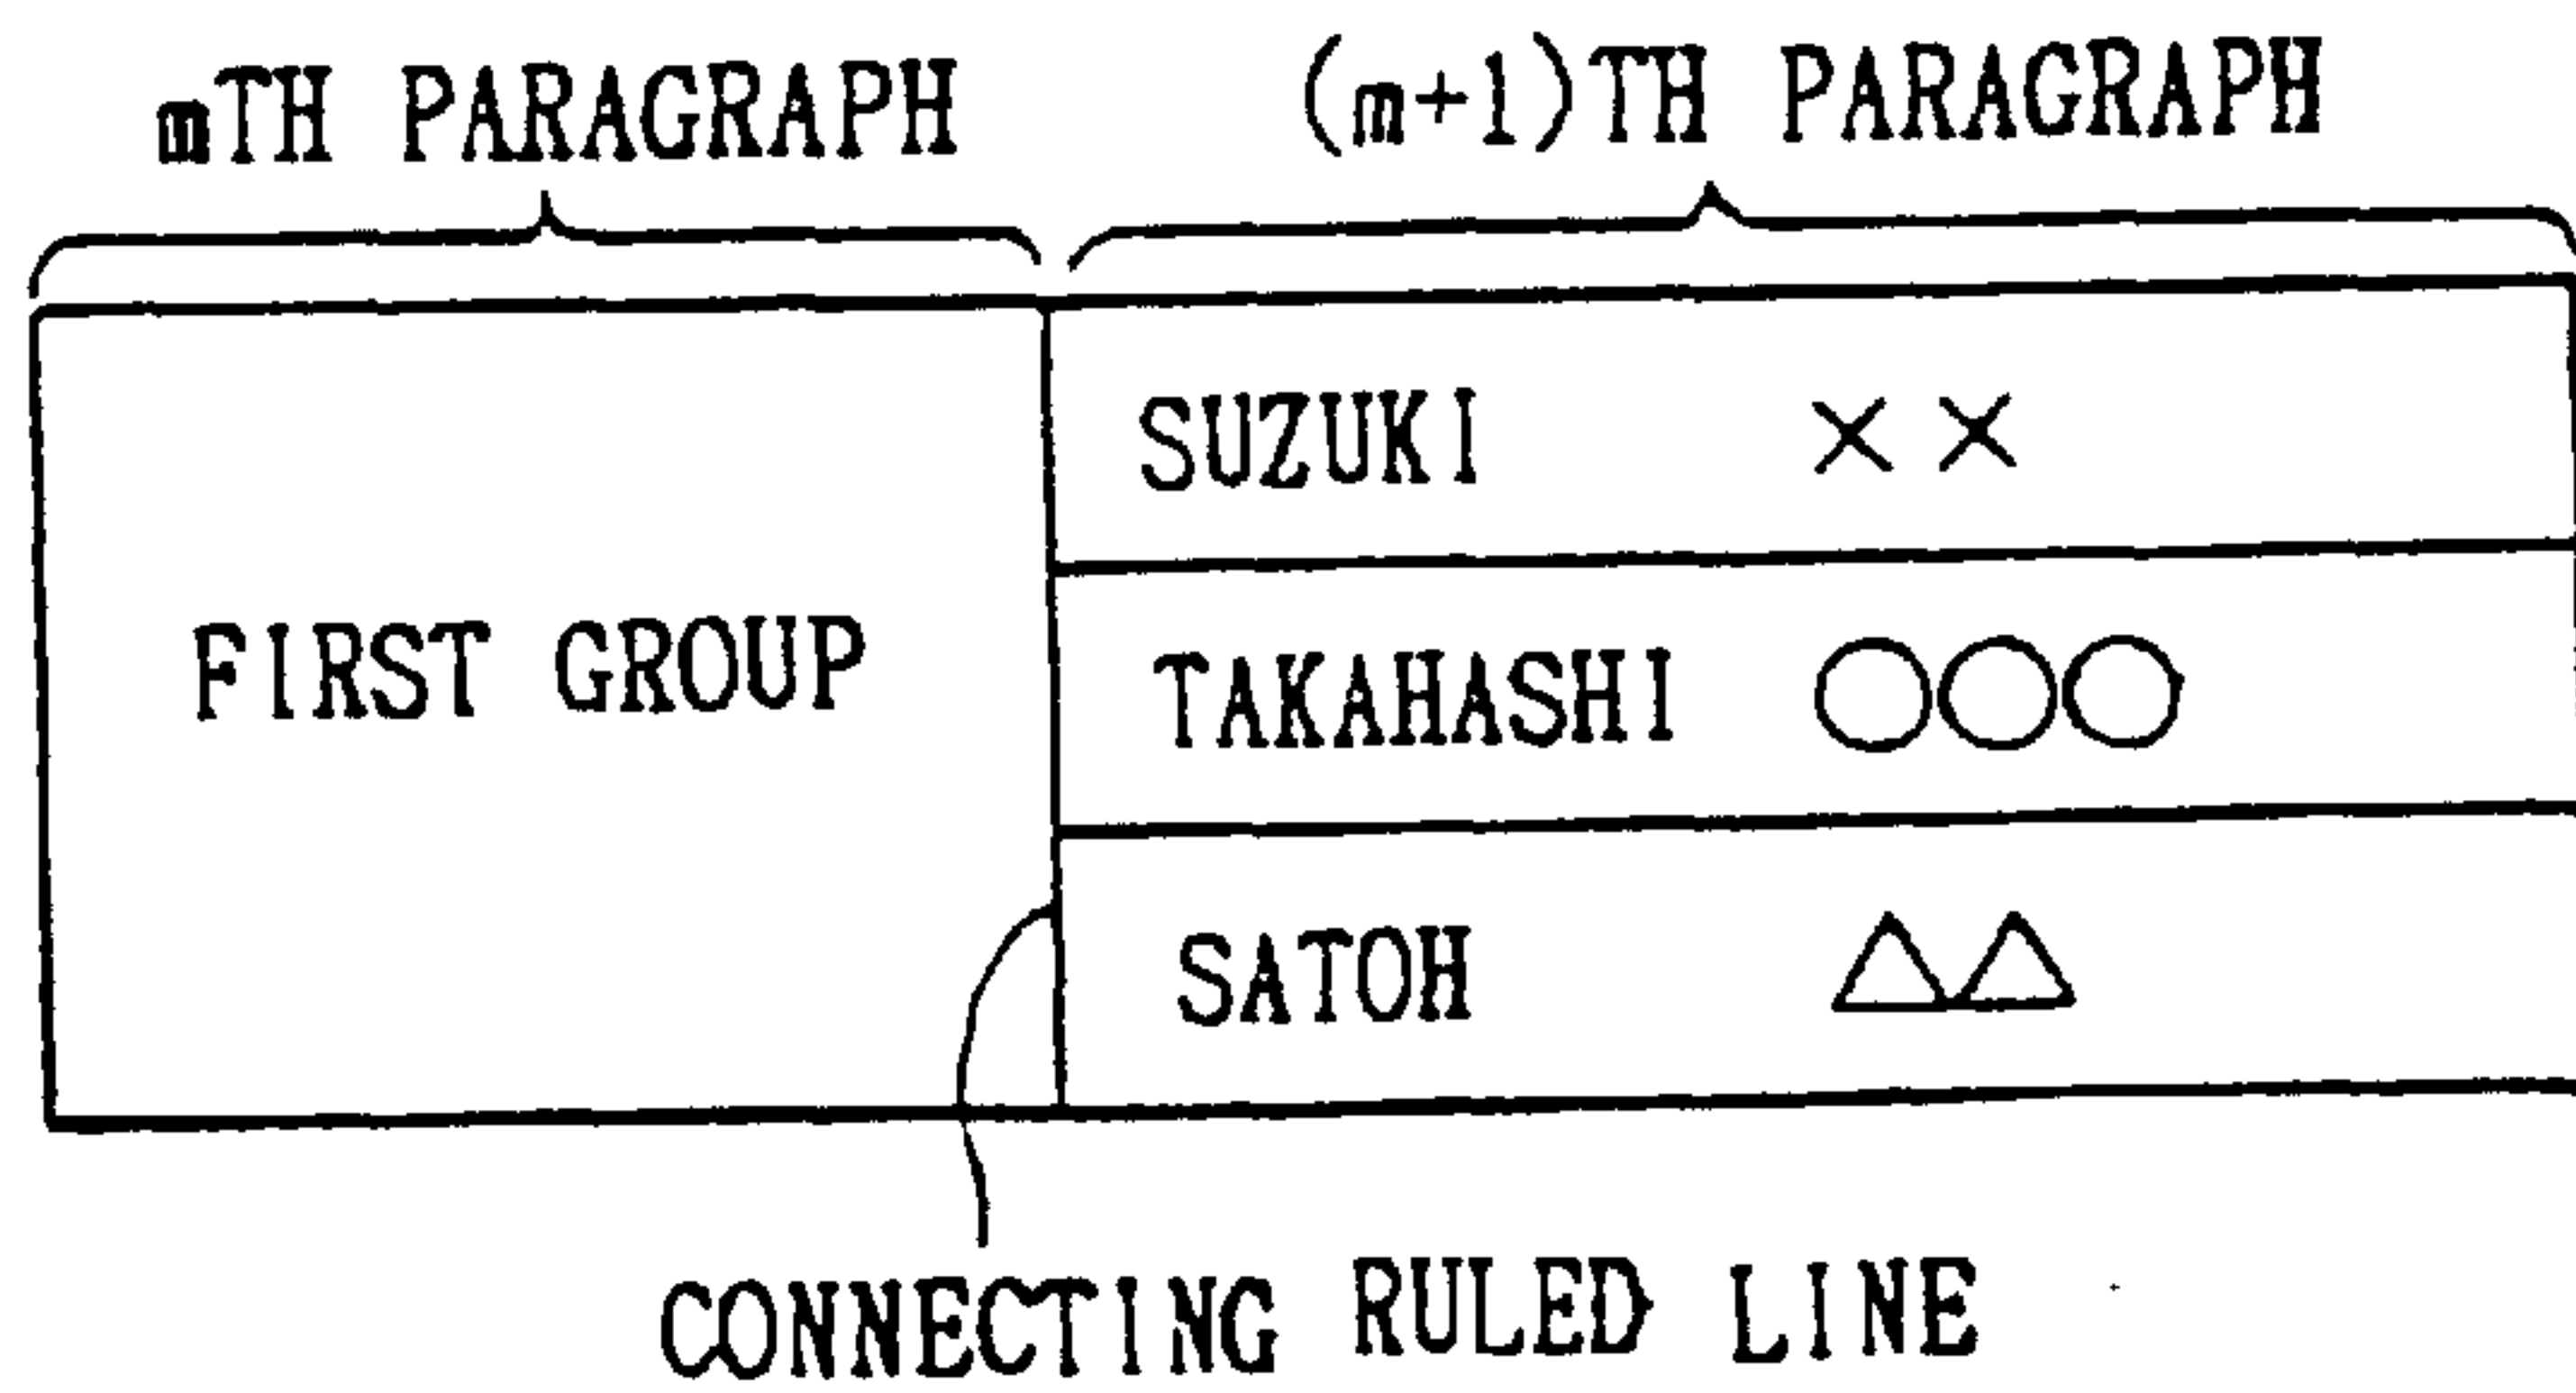 mTH PARAGRAPH (m+1)TH PARAGRAPH
SUZUKI ××
FIRST GROUP TAKAHASHI ○○○
SATOH △△
CONNECTING RULED LINE